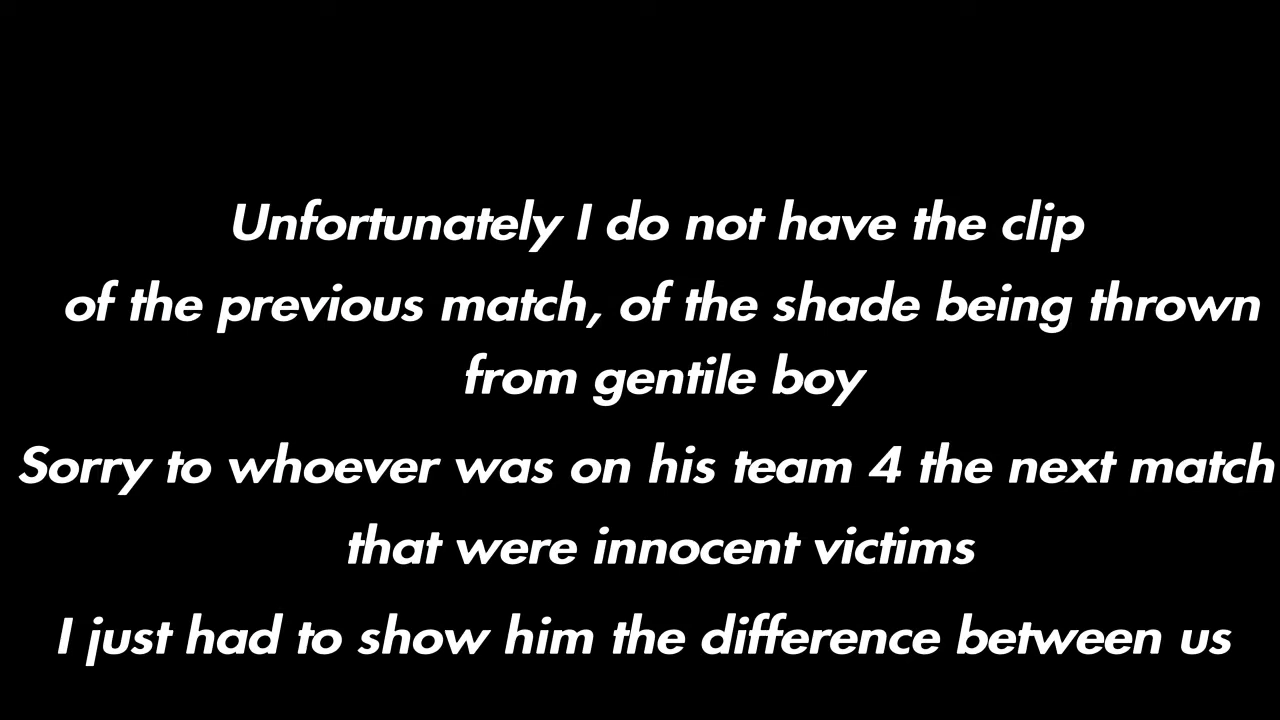 Unfortunately I do not have the clip
of the previous match, of the shade being thrown
from gentile boy
Sorry to whoever was on his team 4 the next match
that were innocent victims
I just had to show him the difference between us